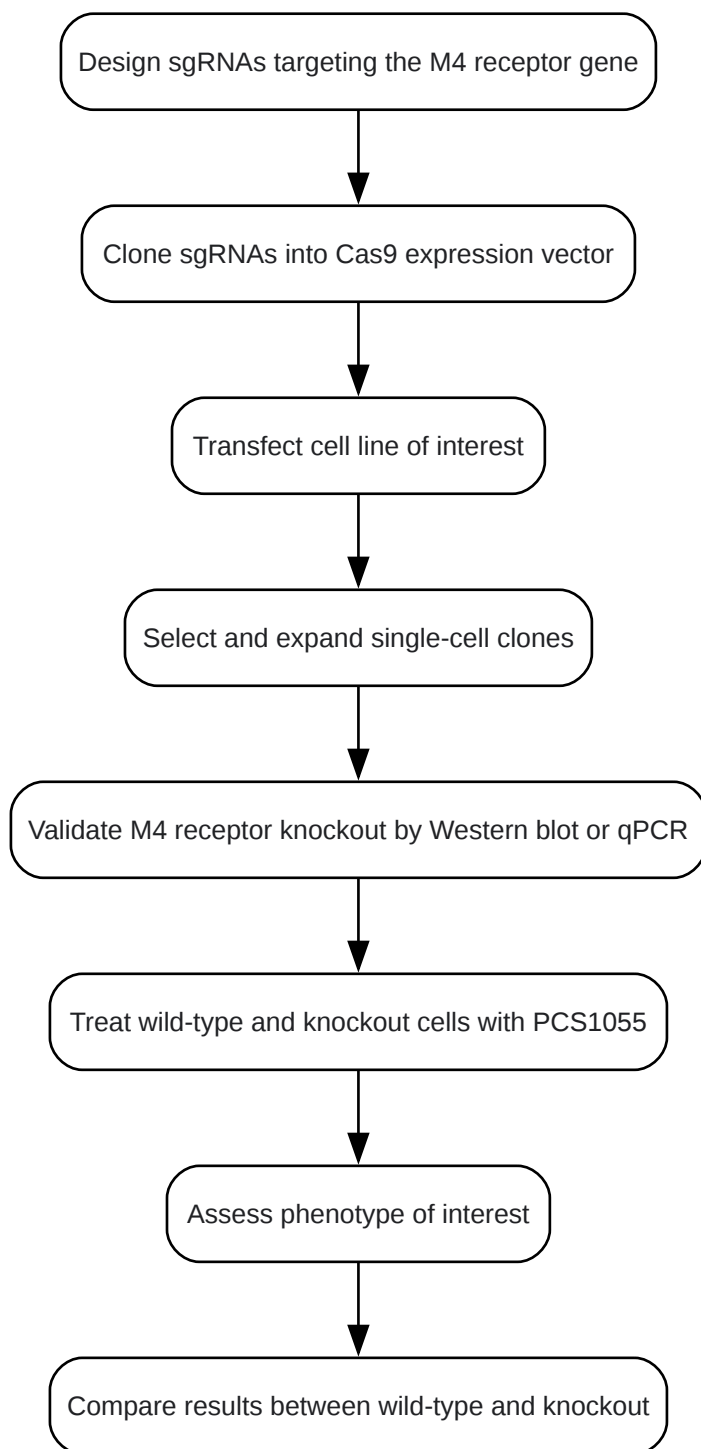 Design sgRNAs targeting the M4 receptor gene
Clone sgRNAs into Cas9 expression vector
Transfect cell line of interest
Select and expand single-cell clones
Validate M4 receptor knockout by Western blot or qPCR
Treat wild-type and knockout cells with PCS1055
Assess phenotype of interest
Compare results between wild-type and knockout